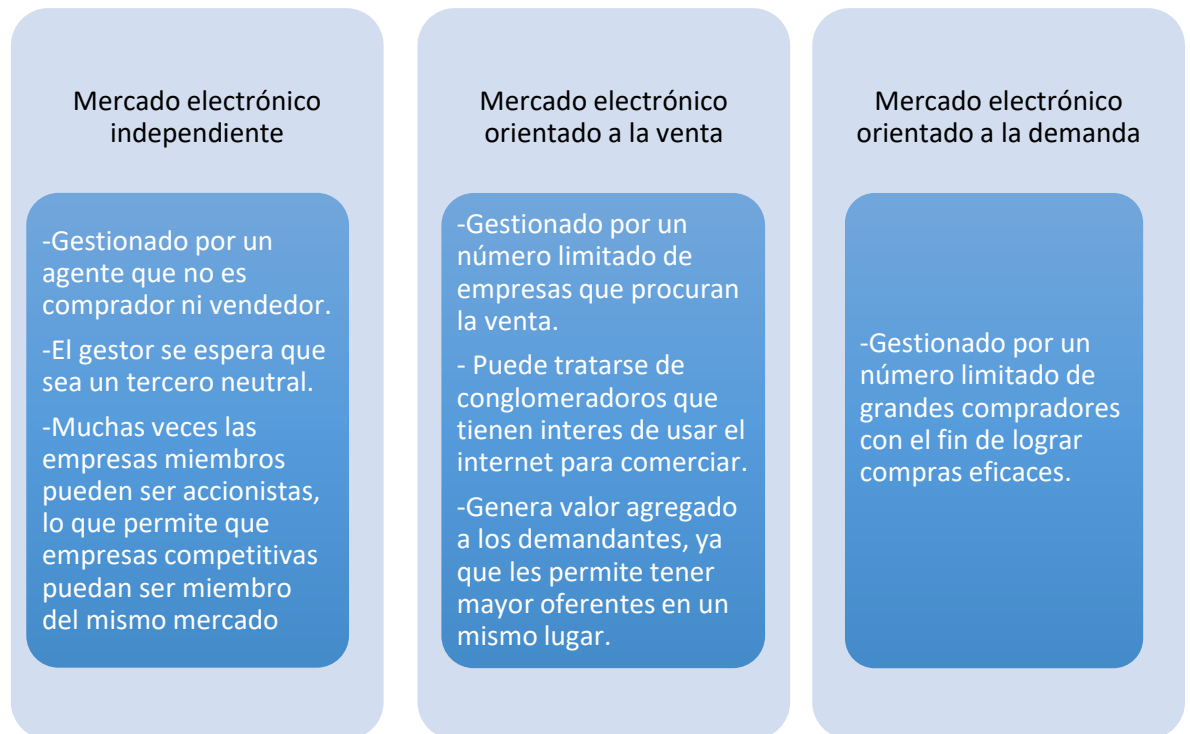 Mercado electrónico
independiente
-Gestionado por un
agente que no es
comprador ni vendedor.
-El gestor se espera que
sea un tercero neutral.
-Muchas veces las
empresas miembros
pueden ser accionistas,
lo que permite que
empresas competitivas
puedan ser miembro
del mismo mercado
Mercado electrónico
orientado a la venta
-Gestionado por un
número limitado de
empresas que procuran
la venta.
- Puede tratarse de
conglomeradoros que
tienen interes de usar el
internet para comerciar.
-Genera valor agregado
a los demandantes, ya
que les permite tener
mayor oferentes en un
mismo lugar.
Mercado electrónico
orientado a la demanda
-Gestionado por un
número limitado de
grandes compradores
con el fin de lograr
compras eficaces.